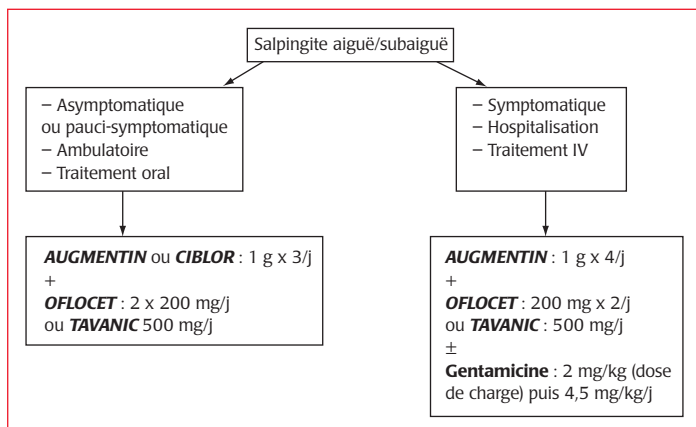 Salpingite aiguë/subaiguë
– Asymptomatique
ou pauci-symptomatique
– Ambulatoire
– Traitement oral
– Symptomatique
– Hospitalisation
– Traitement IV
AUGMENTIN ou CIBLOR : 1 g x 3/j
+
OFLOCET : 2 x 200 mg/j
ou TAVANIC 500 mg/j
AUGMENTIN : 1 g x 4/j
+
OFLOCET : 200 mg x 2/j
ou TAVANIC : 500 mg/j
±
Gentamicine : 2 mg/kg (dose
de charge) puis 4,5 mg/kg/j